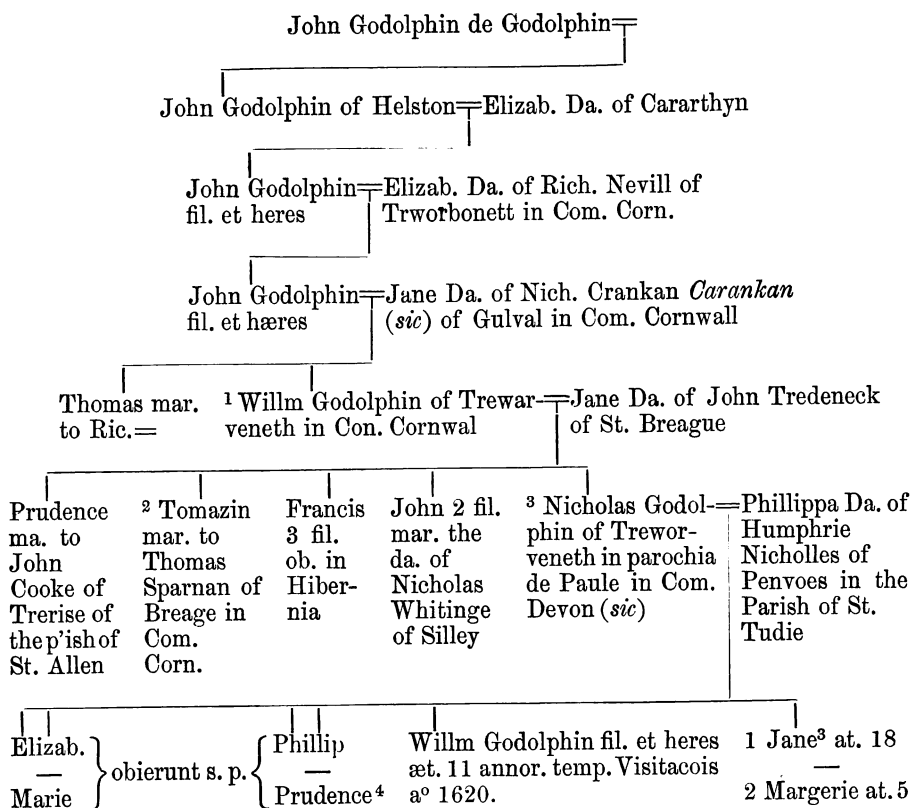 John Godolphin de Godolphin
John Godolphin of Helston Elizab. Da. of Cararthyn
John Godolphin
fil. et heres
Elizab. Da. of Rich. Nevill of
Trworbonett in Com. Corn.
John Godolphin
fil. et hæres
Jane Da. of Nich. Crankan Carankan
(sic) of Gulval in Com. Cornwall
Thomas mar.
to Ric.=
1 Willm Godolphin of Trewar-
veneth in Con. Cornwal
Jane Da. of John Tredeneck
of St. Breague
Prudence
ma. to
John
Cooke of
Trerise of
the p'ish of
St. Allen
2 Tomazin
mar. to
Thomas
Sparnan of
Breage in
Com.
Corn.
Francis
3 fil.
ob. in
Hiber-
nia
John 2 fil.
mar. the
da. of
Nicholas
Whitinge
of Silley
3 Nicholas Godol-
phin of Trewor-
veneth in parochia
de Paule in Com.
Devon (sic)
Phillippa Da. of
Humphrie
Nicholles of
Penvoes in the
Parish of St.
Tudie
Elizab.
—
Marie
obierunt s. p.
Phillip
—
Prudence4
Willm Godolphin fil. et heres
æt. 11 annor. temp. Visitacois
aº 1620.
1 Jane3 at. 18
—
2 Margerie at. 5